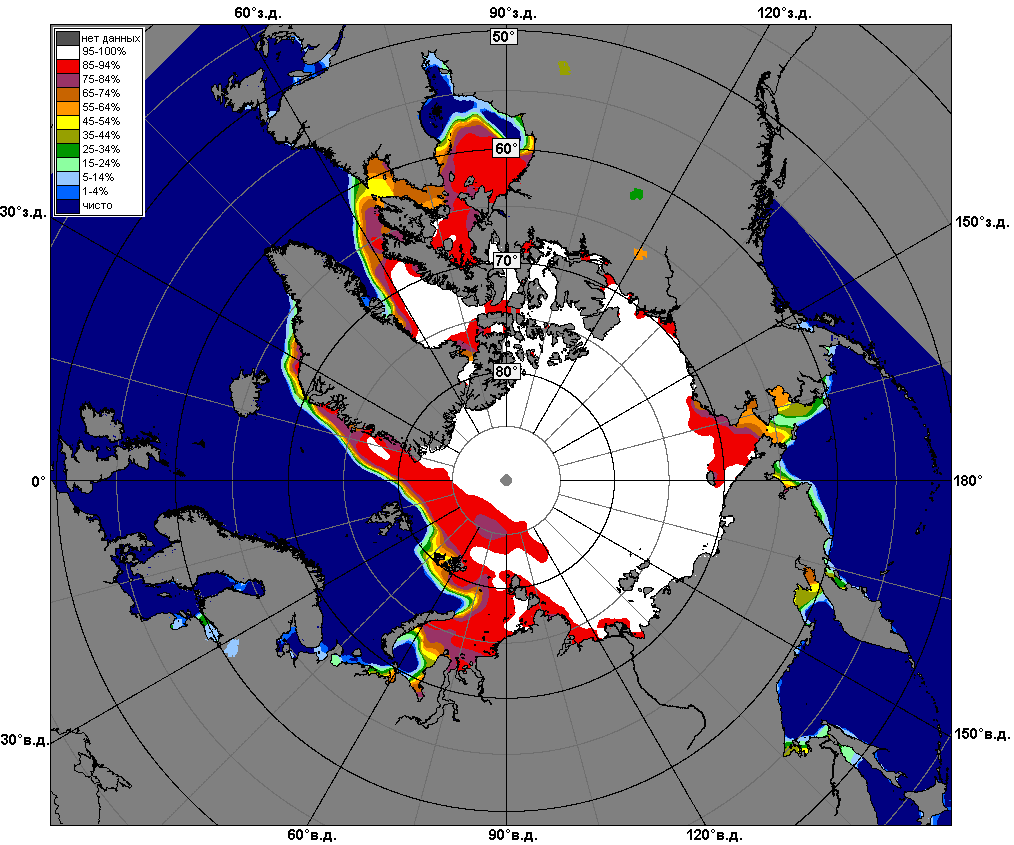 60°з.д.
90°з.д.
120°з.д.
нет данных
95-100%
85-94%
75-84%
65-74%
55-64%
45-54%
35-44%
25-34%
15-24%
5-14%
1-4%
чисто
50°
60°
70°
80°
30°з.д.
150°з.д.
0°
180°
30°в.д.
150°в.д.
60°в.д.
90°в.д.
120°в.д.